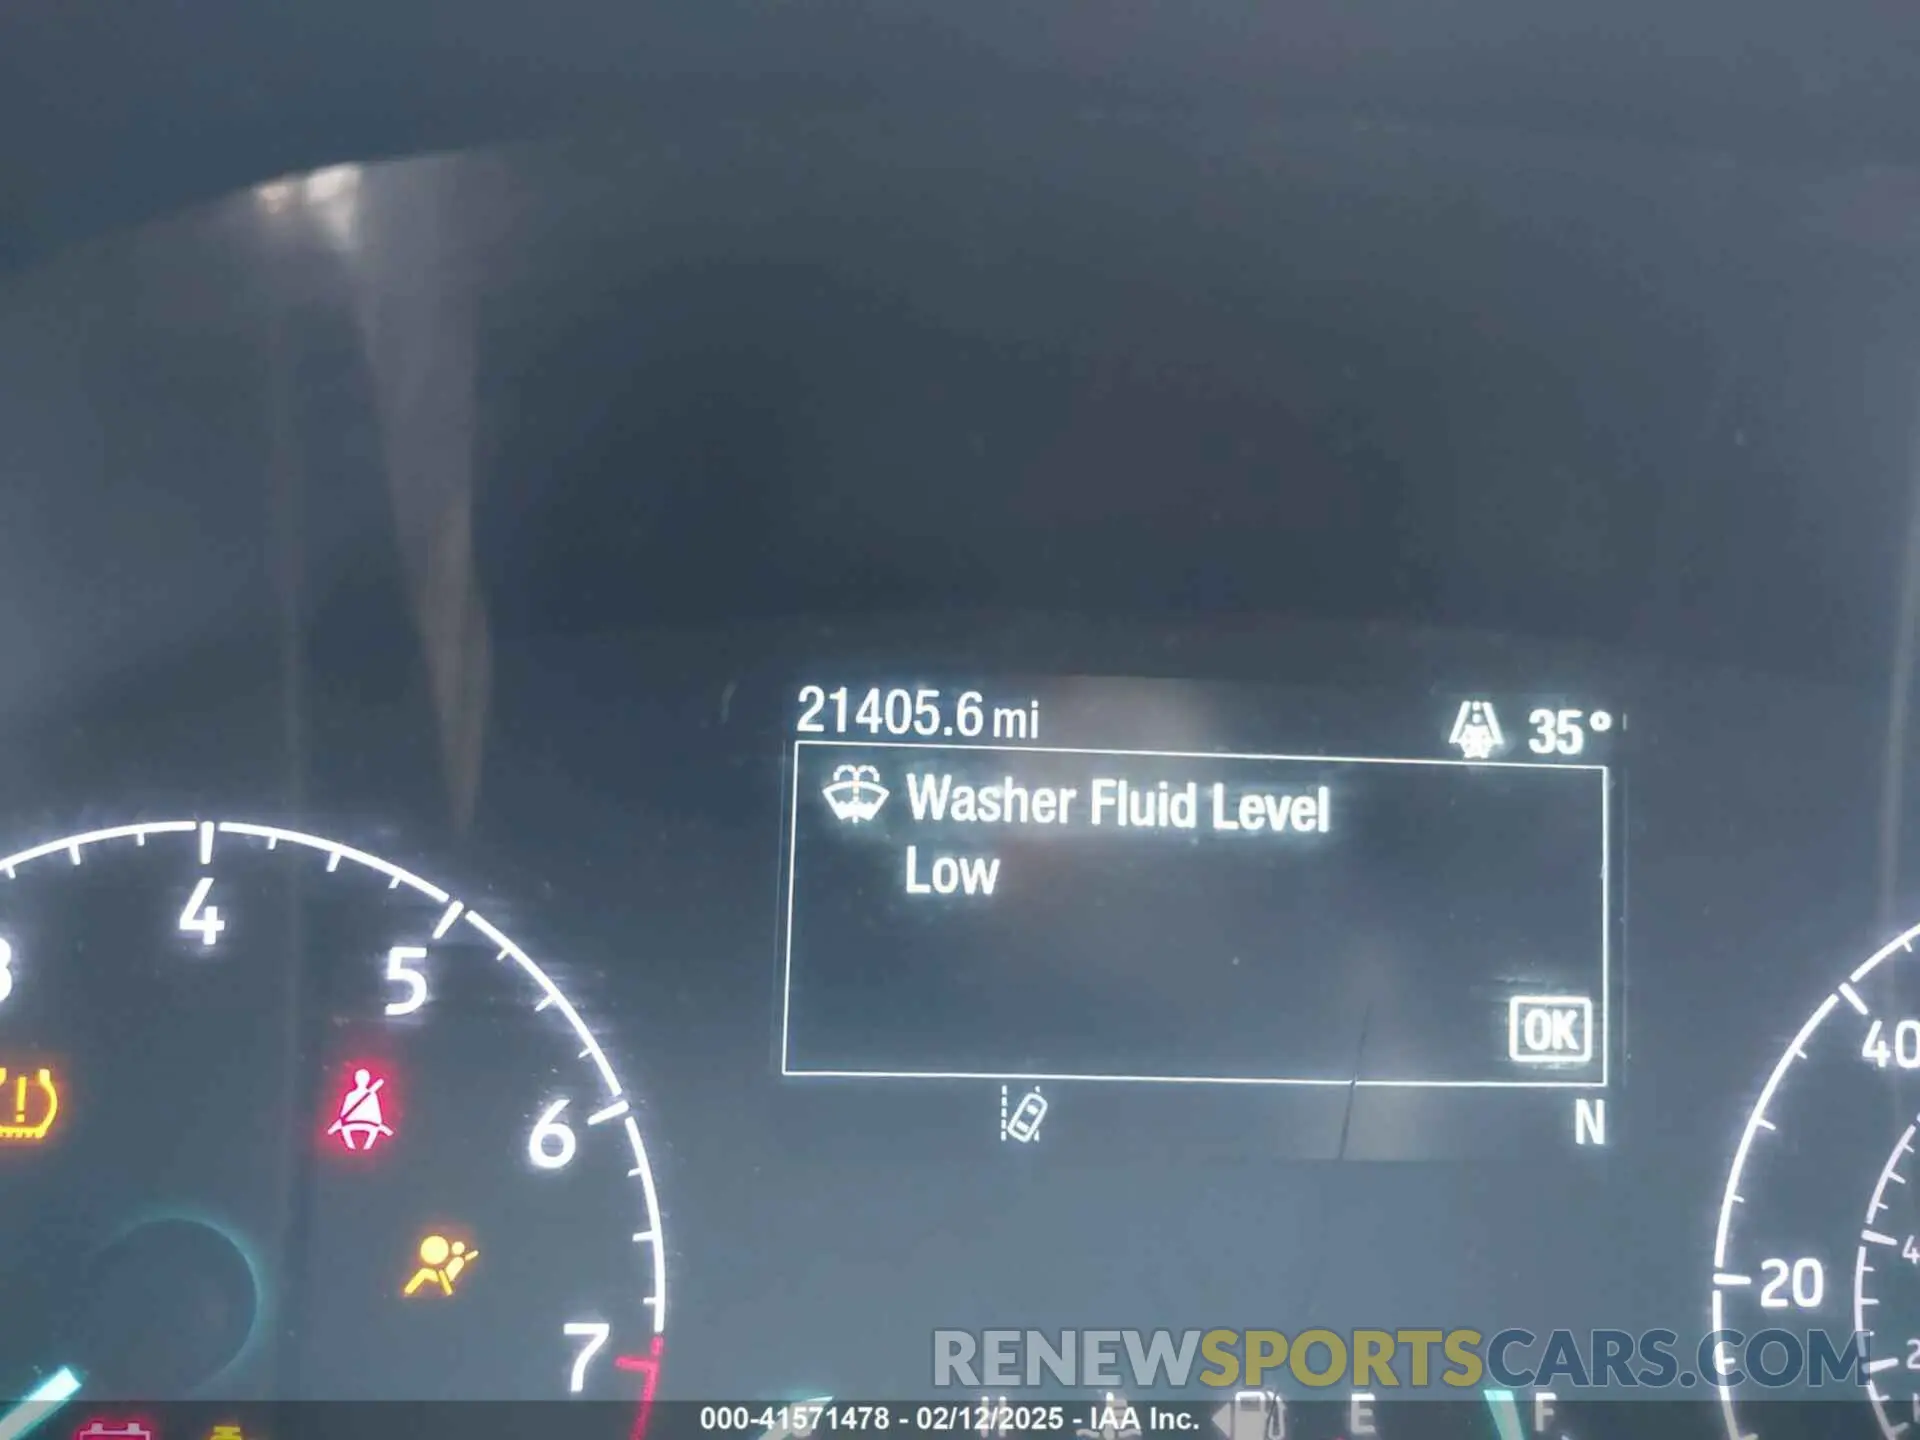 21405.6 mi
35°
Washer Fluid Level
Low
OK
N
4
5
6
7
40
20
RENEWSPORTSCARS.COM
E
F
000-41571478 - 02/12/2025 - IAA Inc.